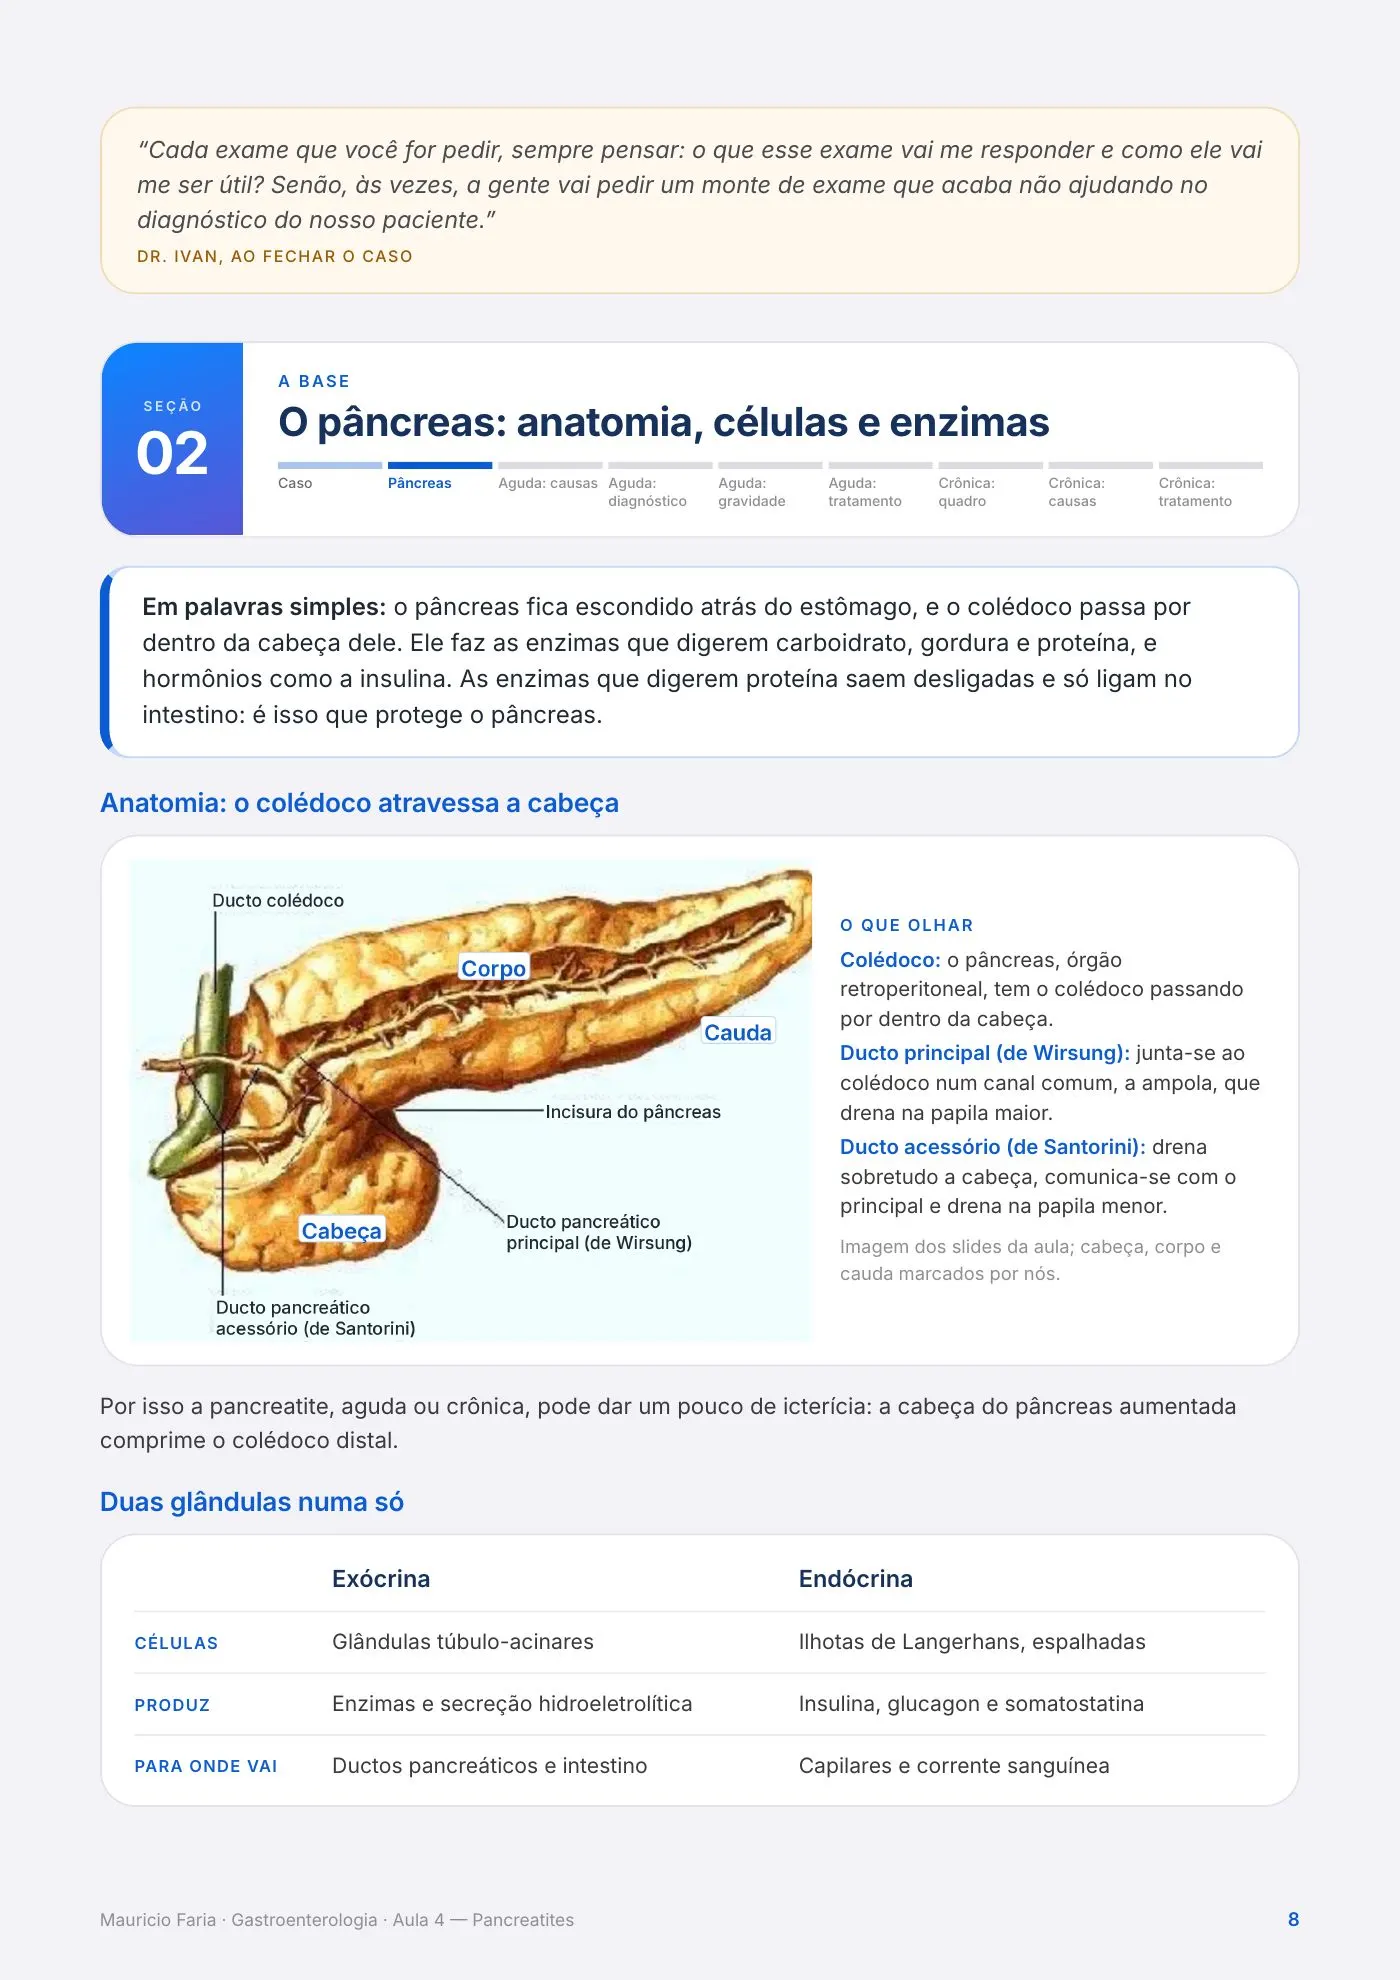 “Cada exame que você for pedir, sempre pensar: o que esse exame vai me responder e como ele vai
me ser útil? Senão, às vezes, a gente vai pedir um monte de exame que acaba não ajudando no
diagnóstico do nosso paciente.”
DR. IVAN, AO FECHAR O CASO
SEÇÃO
02
A BASE
O pâncreas: anatomia, células e enzimas
Caso
Pâncreas
Aguda: causas
Aguda:
diagnóstico
Aguda:
gravidade
Aguda:
tratamento
Crônica:
quadro
Crônica:
causas
Crônica:
tratamento
Em palavras simples: o pâncreas fica escondido atrás do estômago, e o colédoco passa por
dentro da cabeça dele. Ele faz as enzimas que digerem carboidrato, gordura e proteína, e
hormônios como a insulina. As enzimas que digerem proteína saem desligadas e só ligam no
intestino: é isso que protege o pâncreas.
Anatomia: o colédoco atravessa a cabeça
Ducto colédoco
Corpo
Cauda
Incisura do pâncreas
Ducto pancreático
principal (de Wirsung)
Cabeça
Ducto pancreático
acessório (de Santorini)
O QUE OLHAR
Colédoco: o pâncreas, órgão
retroperitoneal, tem o colédoco passando
por dentro da cabeça.
Ducto principal (de Wirsung): junta-se ao
colédoco num canal comum, a ampola, que
drena na papila maior.
Ducto acessório (de Santorini): drena
sobretudo a cabeça, comunica-se com o
principal e drena na papila menor.
Imagem dos slides da aula; cabeça, corpo e
cauda marcados por nós.
Por isso a pancreatite, aguda ou crônica, pode dar um pouco de icterícia: a cabeça do pâncreas aumentada
comprime o colédoco distal.
Duas glândulas numa só
Exócrina Endócrina
CÉLULAS Glândulas túbulo-acinares Ilhotas de Langerhans, espalhadas
PRODUZ Enzimas e secreção hidroeletrolítica Insulina, glucagon e somatostatina
PARA ONDE VAI Ductos pancreáticos e intestino Capilares e corrente sanguínea
Mauricio Faria · Gastroenterologia · Aula 4 — Pancreatites 8